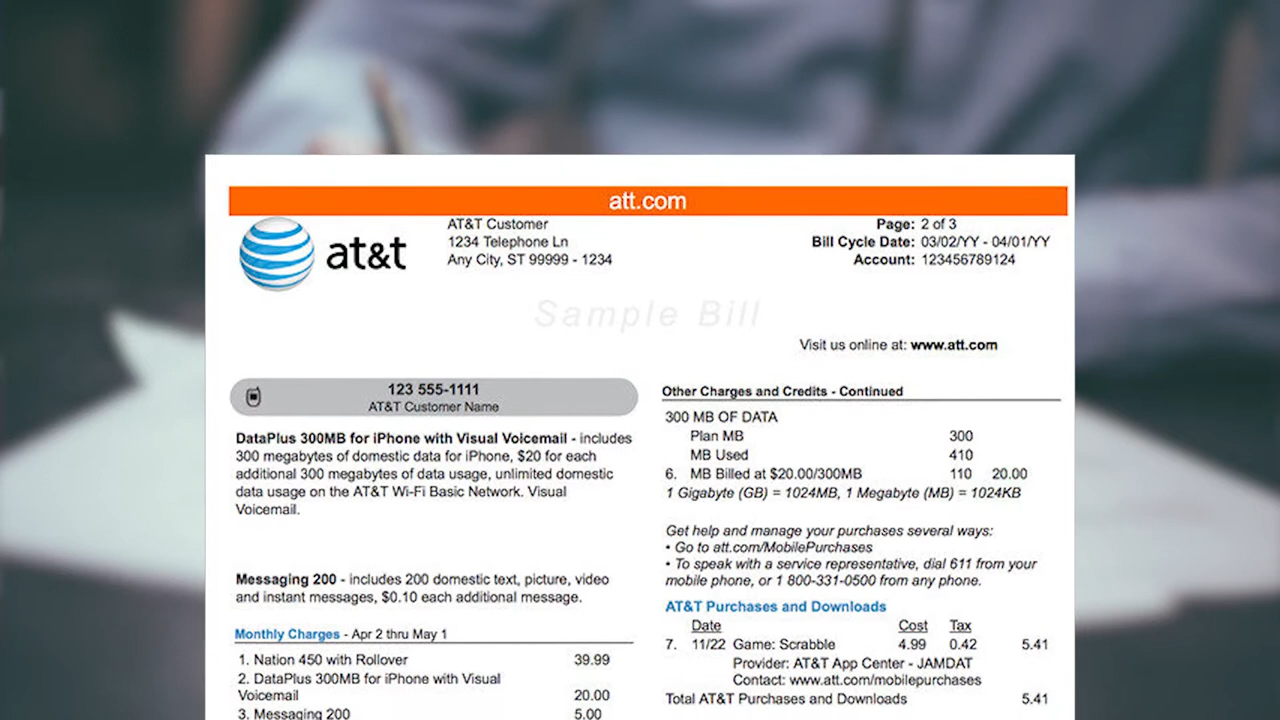 att.com
at&t
AT&T Customer
1234 Telephone Ln
Any City, ST 99999 - 1234
Page: 2 of 3
Bill Cycle Date: 03/02/YY - 04/01/YY
Account: 123456789124
Sample Bill
Visit us online at: www.att.com
123 555-1111
AT&T Customer Name
DataPlus 300MB for iPhone with Visual Voicemail - includes
300 megabytes of domestic data for iPhone, $20 for each
additional 300 megabytes of data usage, unlimited domestic
data usage on the AT&T Wi-Fi Basic Network. Visual
Voicemail.
Messaging 200 - includes 200 domestic text, picture, video
and instant messages, $0.10 each additional message.
Monthly Charges - Apr 2 thru May 1
1. Nation 450 with Rollover 39.99
2. DataPlus 300MB for iPhone with Visual
Voicemail 20.00
3. Messaging 200 5.00
Other Charges and Credits - Continued
300 MB OF DATA
Plan MB 300
MB Used 410
6. MB Billed at $20.00/300MB 110 20.00
1 Gigabyte (GB) = 1024MB, 1 Megabyte (MB) = 1024KB
Get help and manage your purchases several ways:
• Go to att.com/MobilePurchases
• To speak with a service representative, dial 611 from your
mobile phone, or 1 800-331-0500 from any phone.
AT&T Purchases and Downloads
Date Cost Tax
7. 11/22 Game: Scrabble 4.99 0.42 5.41
Provider: AT&T App Center - JAMDAT
Contact: www.att.com/mobilepurchases
Total AT&T Purchases and Downloads 5.41